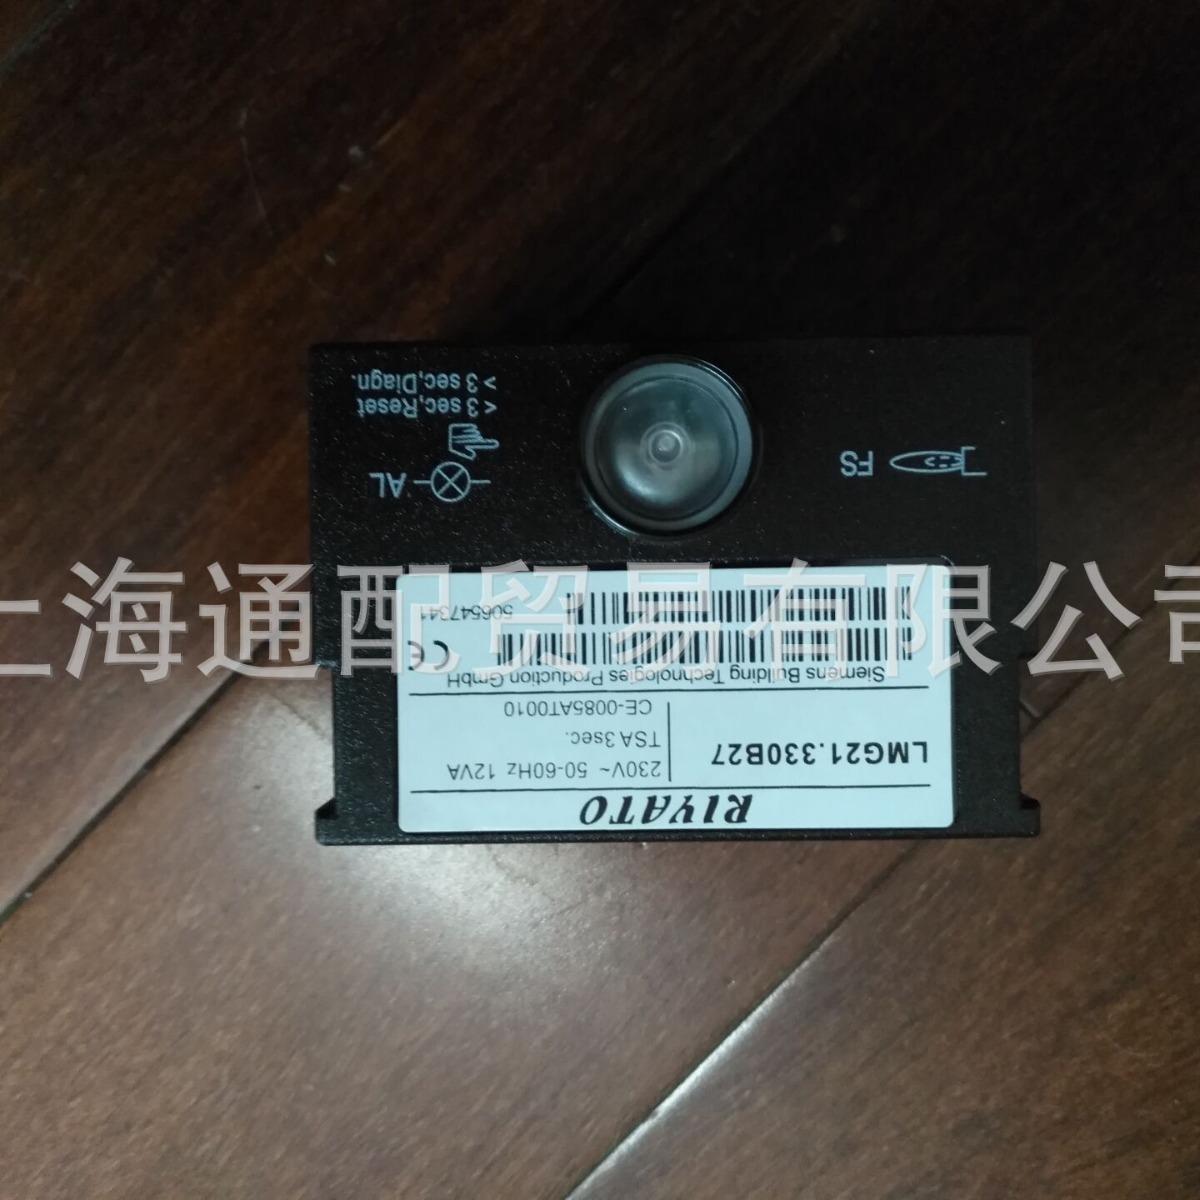 RIYATO
LMG21.330B27
230V~ 50-60Hz 12VA
TSA 3sec.
CE-0085AT0010
Siemens Building Technologies Production GmbH
CE
506547341
FS
AL
< 3 sec,Reset
> 3 sec,Diagn.
上海通配贸易有限公司